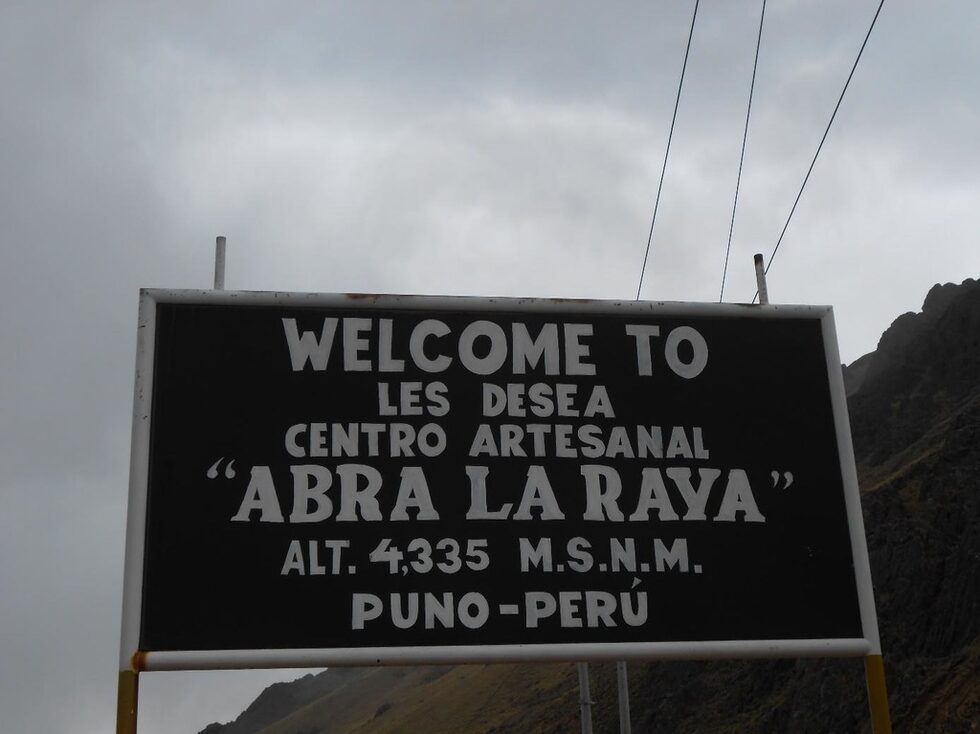 WELCOME TO
LES DESEA
CENTRO ARTESANAL
“ABRA LA RAYA”
ALT. 4,335 M.S.N.M.
PUNO-PERÚ